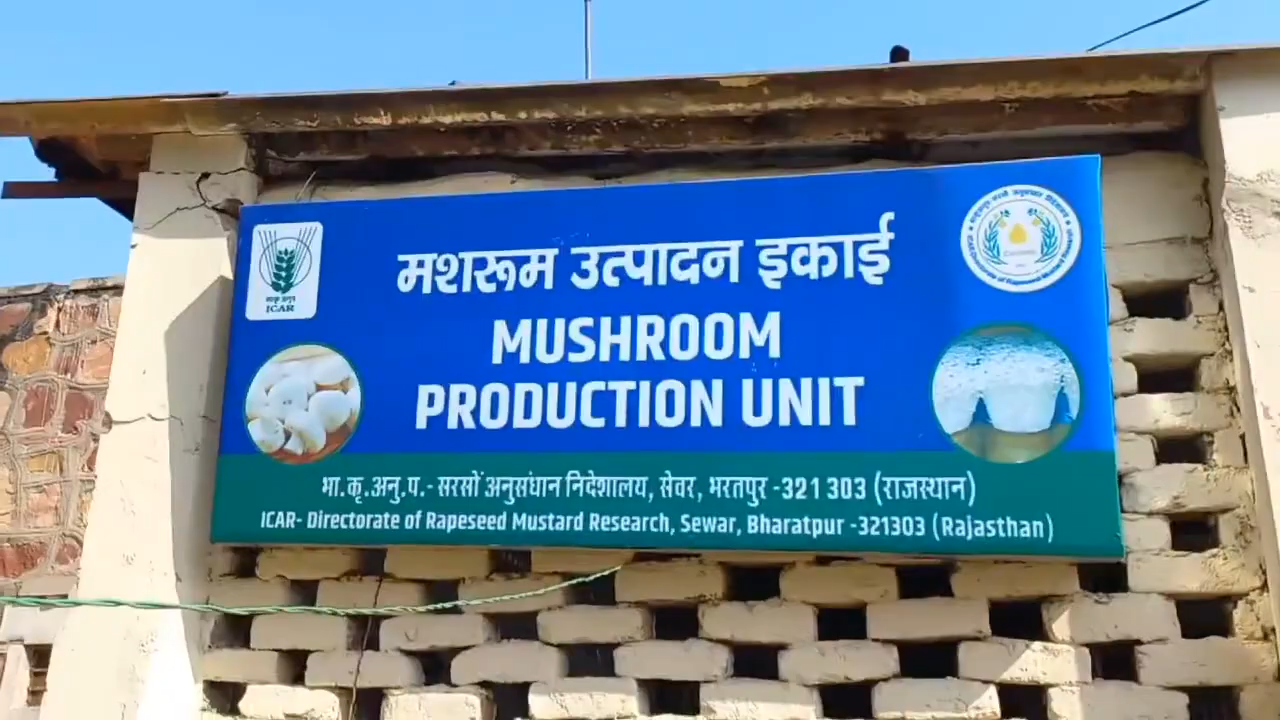 मशरूम उत्पादन इकाई
MUSHROOM
PRODUCTION UNIT
भा.कृ.अनु.प.- सरसों अनुसंधान निदेशालय, सेवर, भरतपुर -321 303 (राजस्थान)
ICAR- Directorate of Rapeseed Mustard Research, Sewar, Bharatpur -321303 (Rajasthan)
भाकृअनुप
ICAR